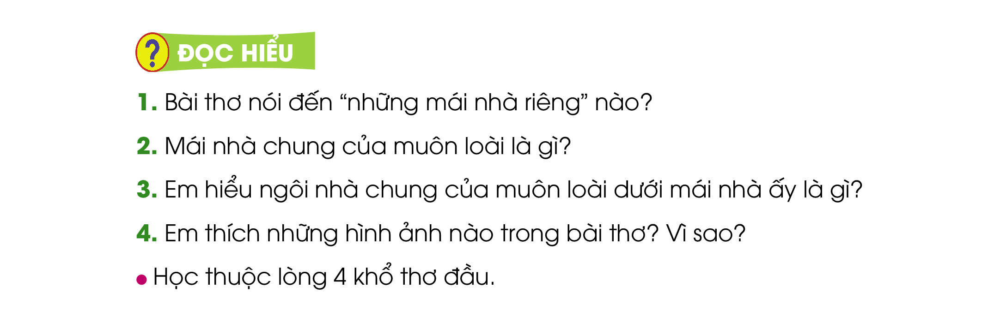 ? ĐỌC HIỂU
1. Bài thơ nói đến “những mái nhà riêng” nào?
2. Mái nhà chung của muôn loài là gì?
3. Em hiểu ngôi nhà chung của muôn loài dưới mái nhà ấy là gì?
4. Em thích những hình ảnh nào trong bài thơ? Vì sao?
● Học thuộc lòng 4 khổ thơ đầu.